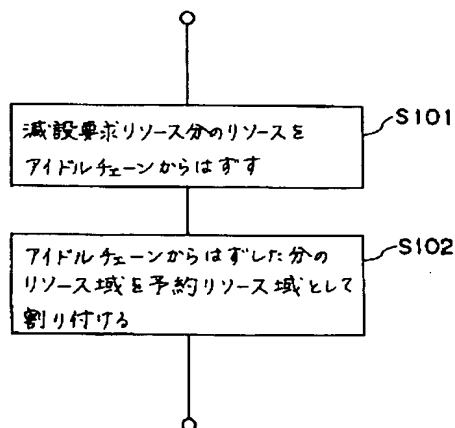 S101
減設要求リソース分のリソースを
アイドルチェーンからはずす
S102
アイドルチェーンからはずした分の
リソース域を予約リソース域として
割り付ける